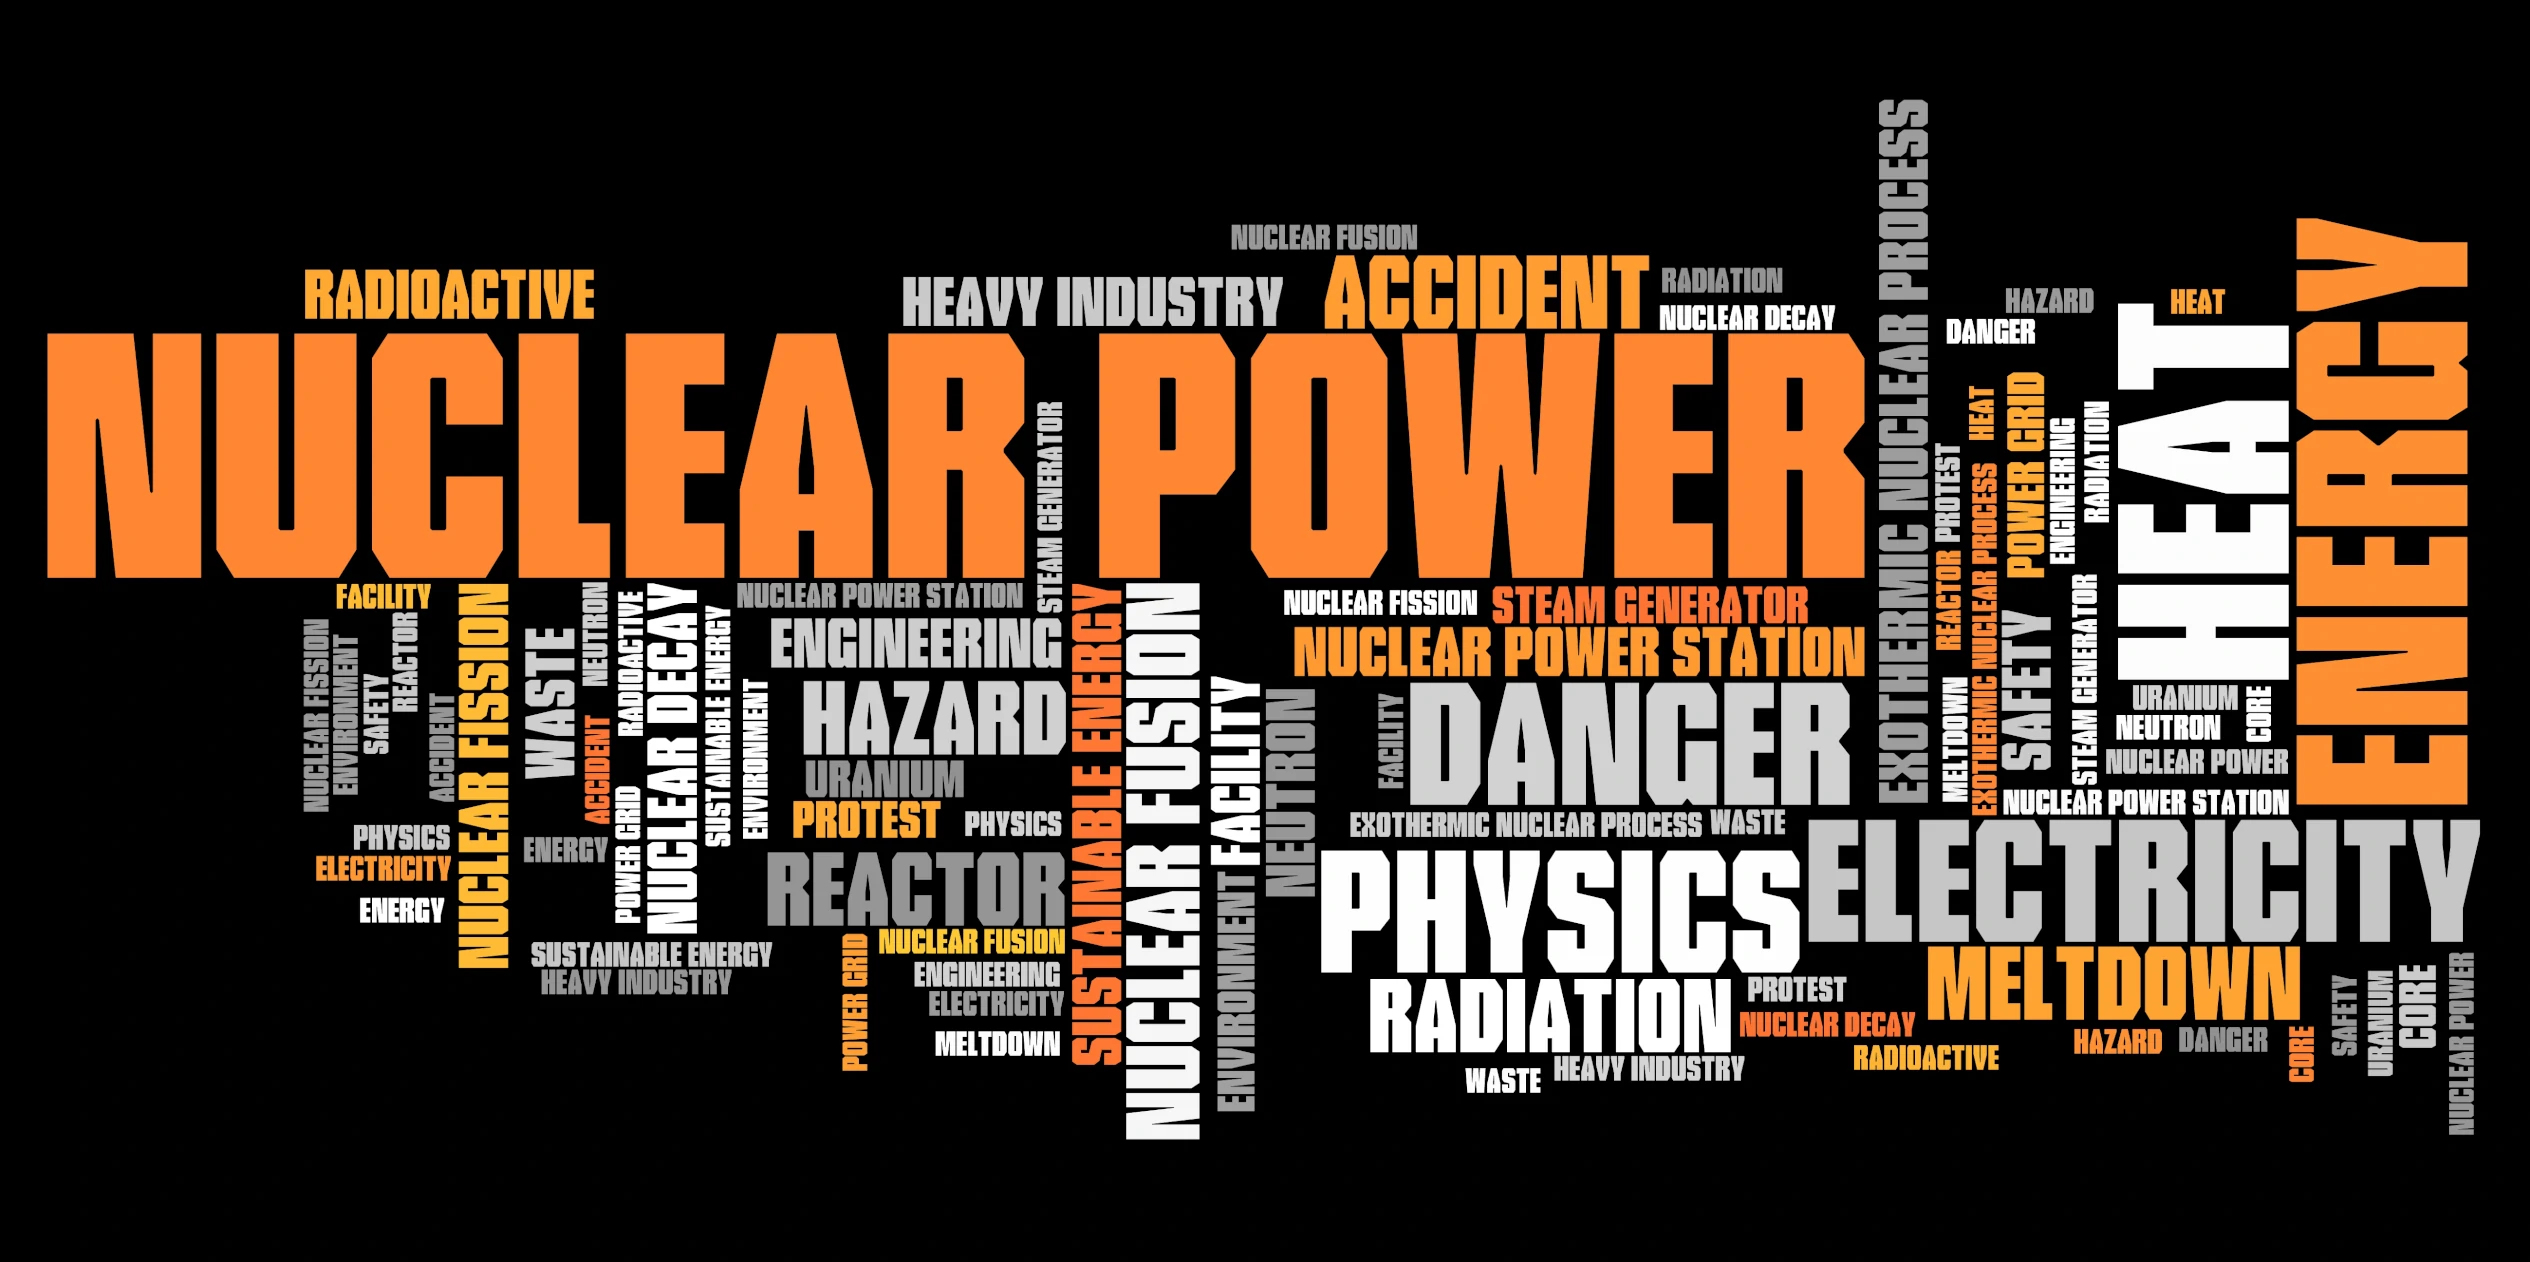 NUCLEAR FUSION
RADIOACTIVE
HEAVY INDUSTRY
ACCIDENT
RADIATION
NUCLEAR DECAY
EXOTHERMIC NUCLEAR PROCESS
HAZARD
HEAT
DANGER
NUCLEAR POWER
STEAM GENERATOR
PROTEST
HEAT
POWER GRID
ENGINEERING
RADIATION
HEAT
ENERGY
REACTOR
EXOTHERMIC NUCLEAR PROCESS
FACILITY
NUCLEAR FISSION
ENVIRONMENT
SAFETY
REACTOR
ACCIDENT
NUCLEAR FISSION
WASTE
NEUTRON
RADIOACTIVE
NUCLEAR DECAY
SUSTAINABLE ENERGY
ENVIRONMENT
ACCIDENT
POWER GRID
NUCLEAR POWER STATION
ENGINEERING
HAZARD
URANIUM
PROTEST
PHYSICS
REACTOR
SUSTAINABLE ENERGY
NUCLEAR FUSION
FACILITY
NEUTRON
ENVIRONMENT
NUCLEAR FISSION
STEAM GENERATOR
NUCLEAR POWER STATION
FACILITY
DANGER
EXOTHERMIC NUCLEAR PROCESS
WASTE
MELTDOWN
SAFETY
STEAM GENERATOR
URANIUM
NEUTRON
CORE
NUCLEAR POWER
NUCLEAR POWER STATION
PHYSICS
ELECTRICITY
ENERGY
ENERGY
SUSTAINABLE ENERGY
HEAVY INDUSTRY
POWER GRID
NUCLEAR FUSION
ENGINEERING
ELECTRICITY
MELTDOWN
PHYSICS
ELECTRICITY
RADIATION
PROTEST
NUCLEAR DECAY
MELTDOWN
RADIOACTIVE
HEAVY INDUSTRY
WASTE
HAZARD
DANGER
CORE
SAFETY
URANIUM
CORE
NUCLEAR POWER